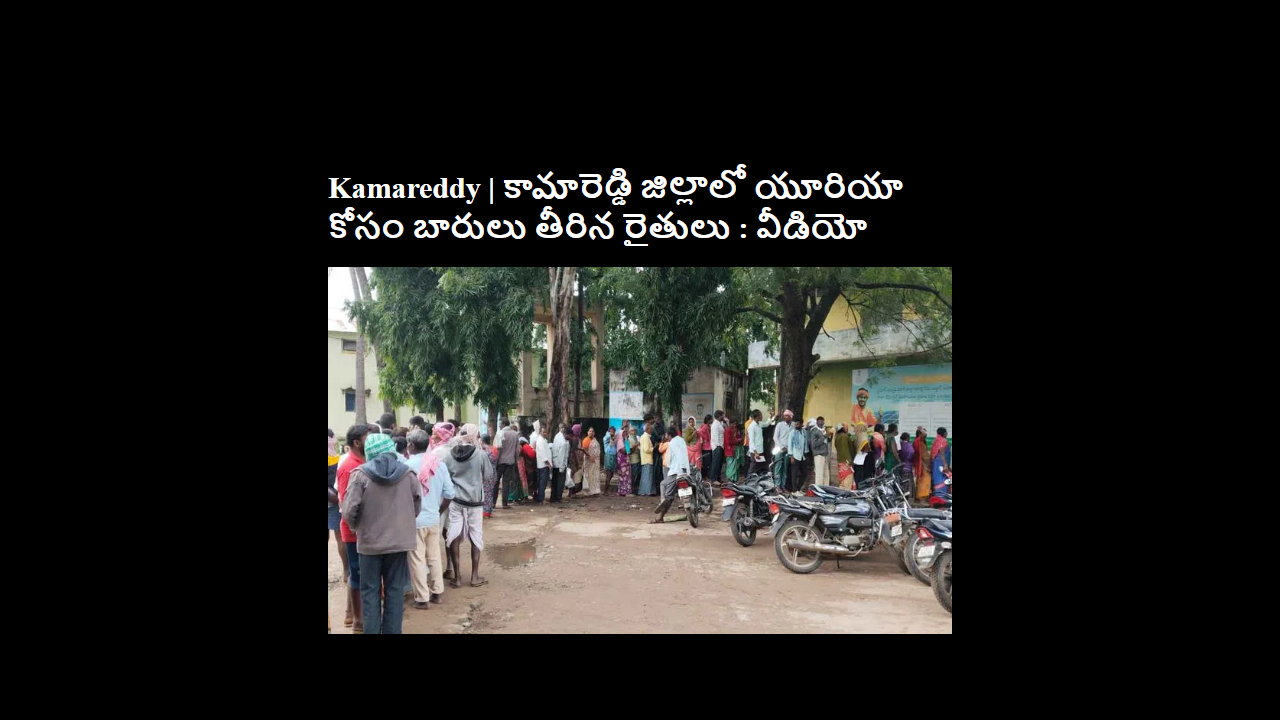 Kamareddy | కామారెడ్డి జిల్లాలో యూరియా
కోసం బారులు తీరిన రైతులు : వీడియో